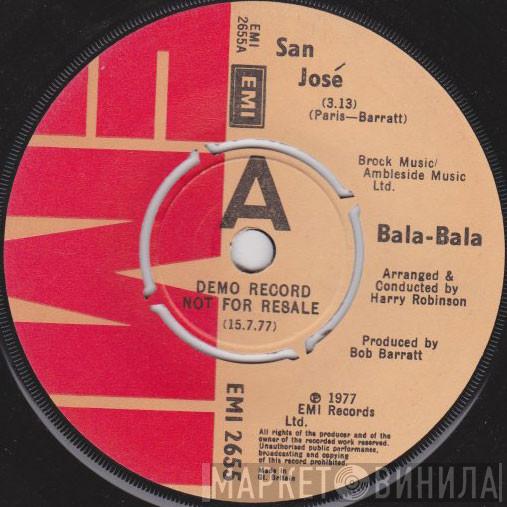 EMI
2655A
EMI
San
José
(3.13)
(Paris—Barratt)
A
Brock Music/
Ambleside Music
Ltd.
Bala-Bala
Arranged &
Conducted by
Harry Robinson
DEMO RECORD
NOT FOR RESALE
(15.7.77)
Produced by
Bob Barratt
EMI 2655
℗ 1977
EMI Records
Ltd.
All rights of the producer and of the
owner of the recorded work reserved.
Unauthorised public performance,
broadcasting and copying
of this record prohibited.
Made in
Gt. Britain
EMI
МАРКЕТ ВИНИЛА